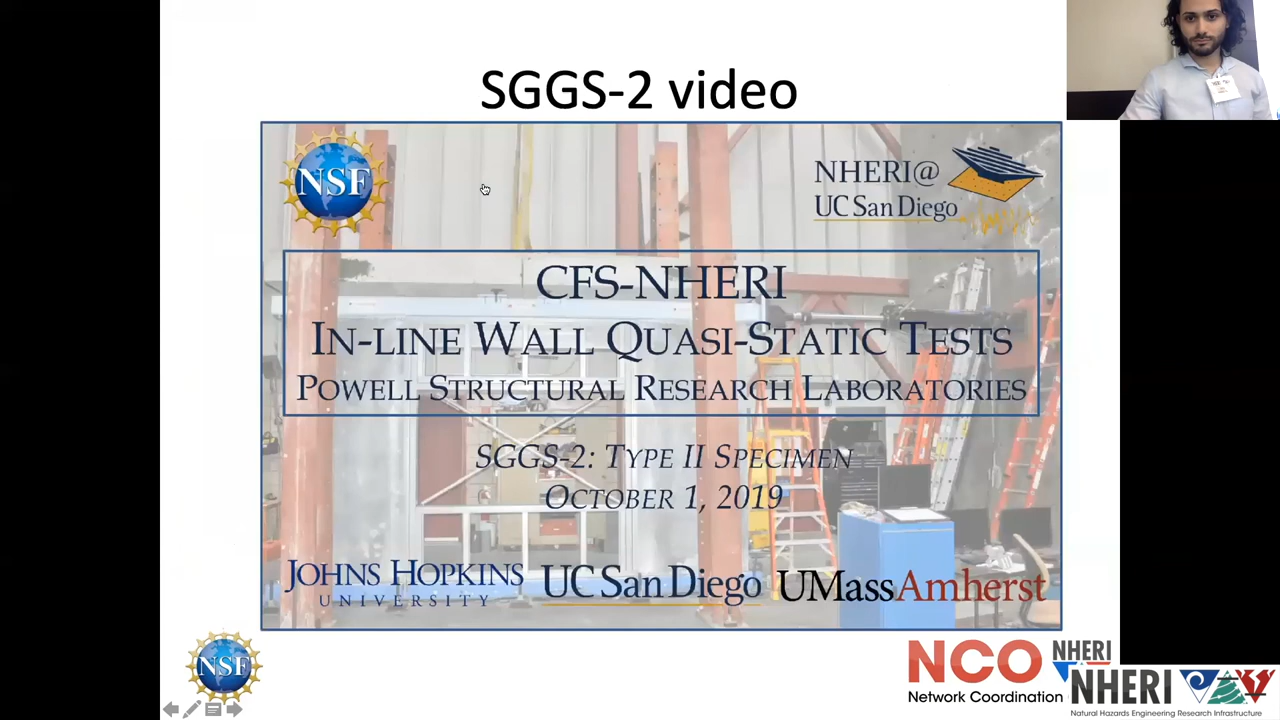 SGGS-2 video
NSF
NHERI@
UC San Diego
CFS-NHERI
IN-LINE WALL QUASI-STATIC TESTS
POWELL STRUCTURAL RESEARCH LABORATORIES
SGGS-2: TYPE II SPECIMEN
OCTOBER 1, 2019
JOHNS HOPKINS
UNIVERSITY
UC San Diego
UMassAmherst
NSF
NCO
Network Coordination
NHERI
NHERI
Natural Hazards Engineering Research Infrastructure